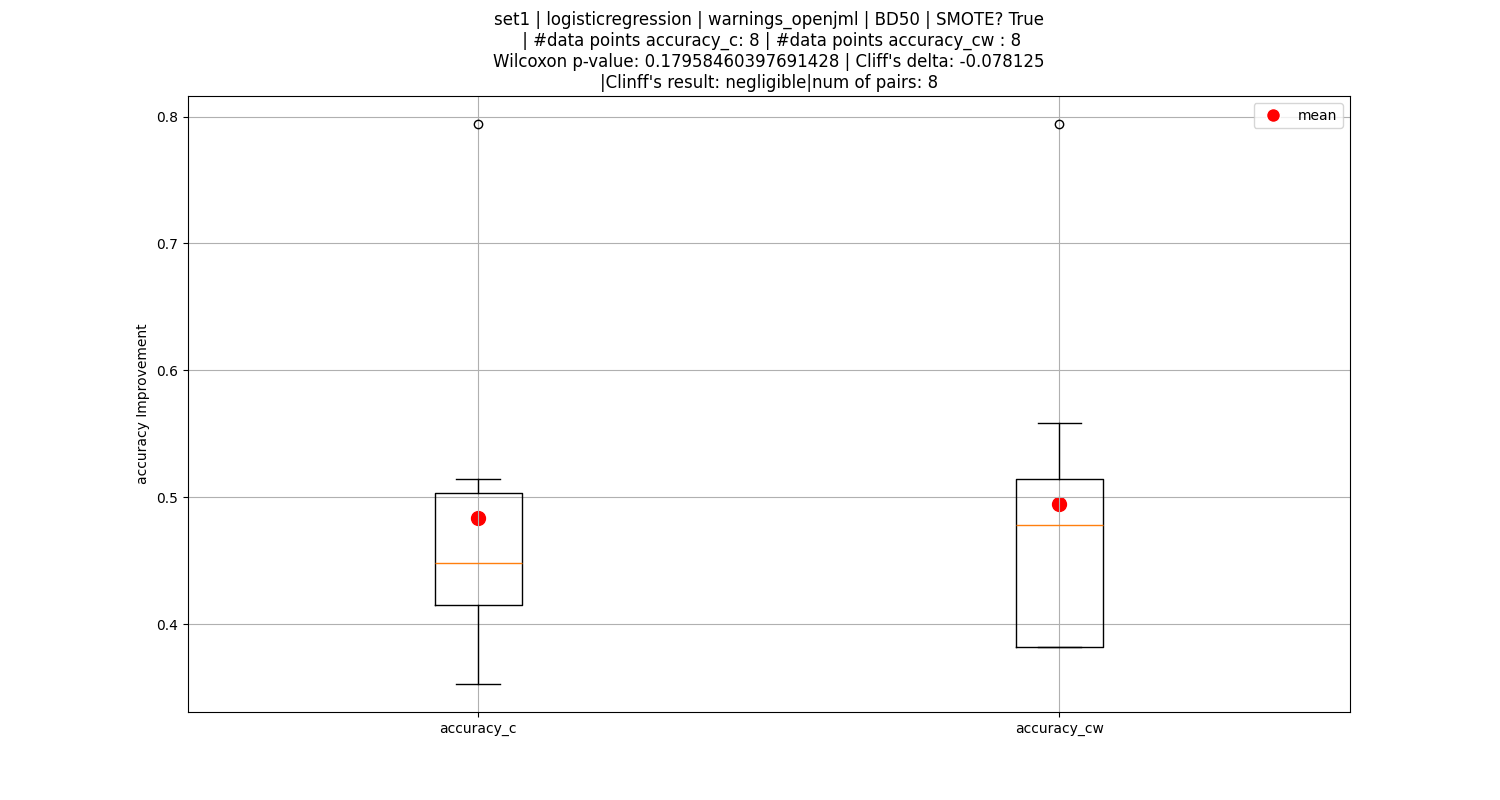 set1 | logisticregression | warnings_openjml | BD50 | SMOTE? True
| #data points accuracy_c: 8 | #data points accuracy_cw : 8
Wilcoxon p-value: 0.17958460397691428 | Cliff's delta: -0.078125
|Clinff's result: negligible|num of pairs: 8
mean
0.8
0.7
0.6
0.5
0.4
accuracy Improvement
accuracy_c
accuracy_cw